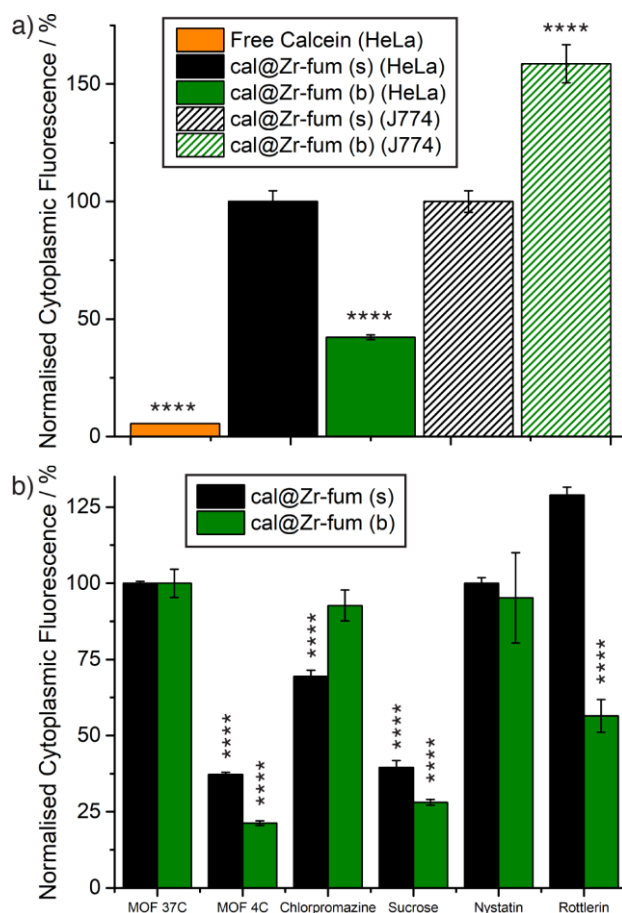 a)
Normalised Cytoplasmic Fluorescence / %
150
100
50
0
Free Calcein (HeLa)
cal@Zr-fum (s) (HeLa)
cal@Zr-fum (b) (HeLa)
cal@Zr-fum (s) (J774)
cal@Zr-fum (b) (J774)
****
****
****
b)
Normalised Cytoplasmic Fluorescence / %
125
100
75
50
25
0
cal@Zr-fum (s)
cal@Zr-fum (b)
****
****
****
****
****
****
MOF 37C MOF 4C Chlorpromazine Sucrose Nystatin Rottlerin